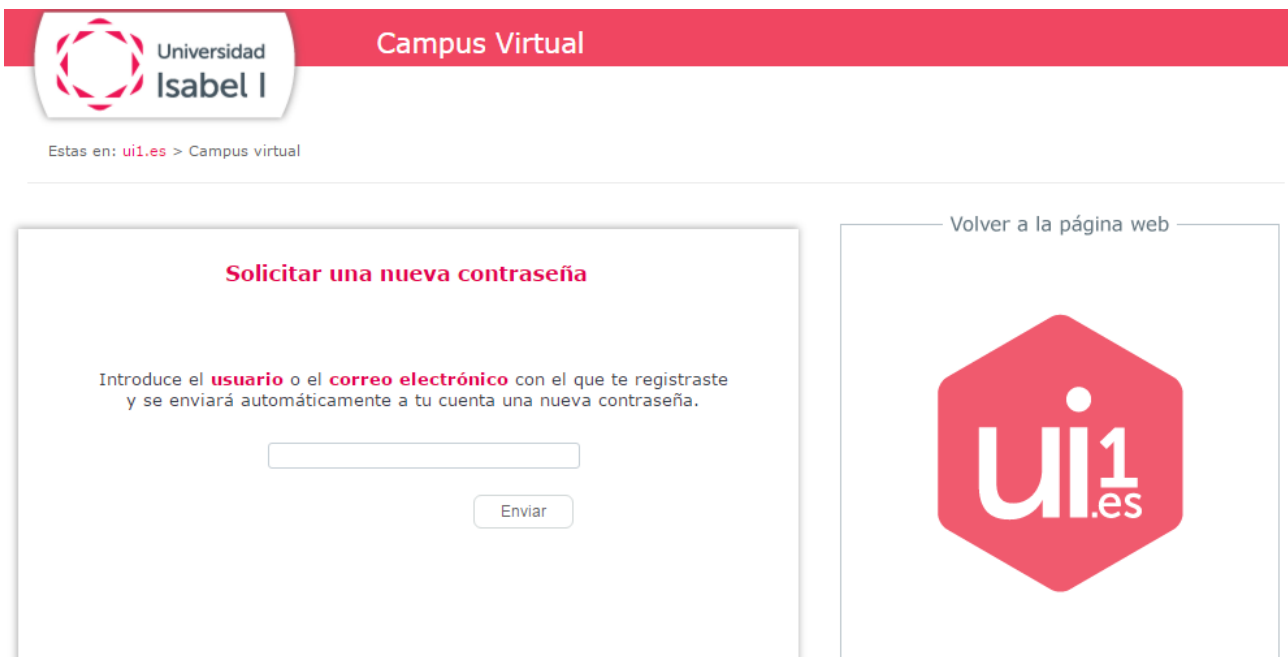 Universidad
Isabel I
Campus Virtual
Estas en: ui1.es > Campus virtual
Solicitar una nueva contraseña
Introduce el usuario o el correo electrónico con el que te registraste
y se enviará automáticamente a tu cuenta una nueva contraseña.
Enviar
Volver a la página web
ui1
.es